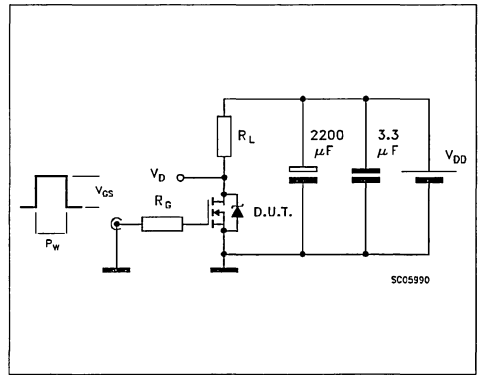 R_L
2200
μF
3.3
μF
V_DD
V_D
V_GS
R_G
D.U.T.
P_W
SC05990